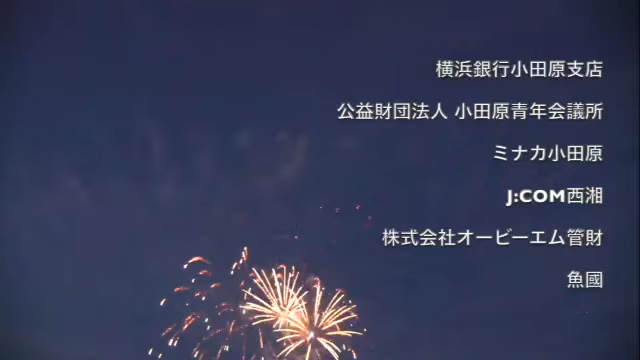 横浜銀行小田原支店
公益財団法人 小田原青年会議所
ミナカ小田原
J:COM西湘
株式会社オービーエム管財
魚國